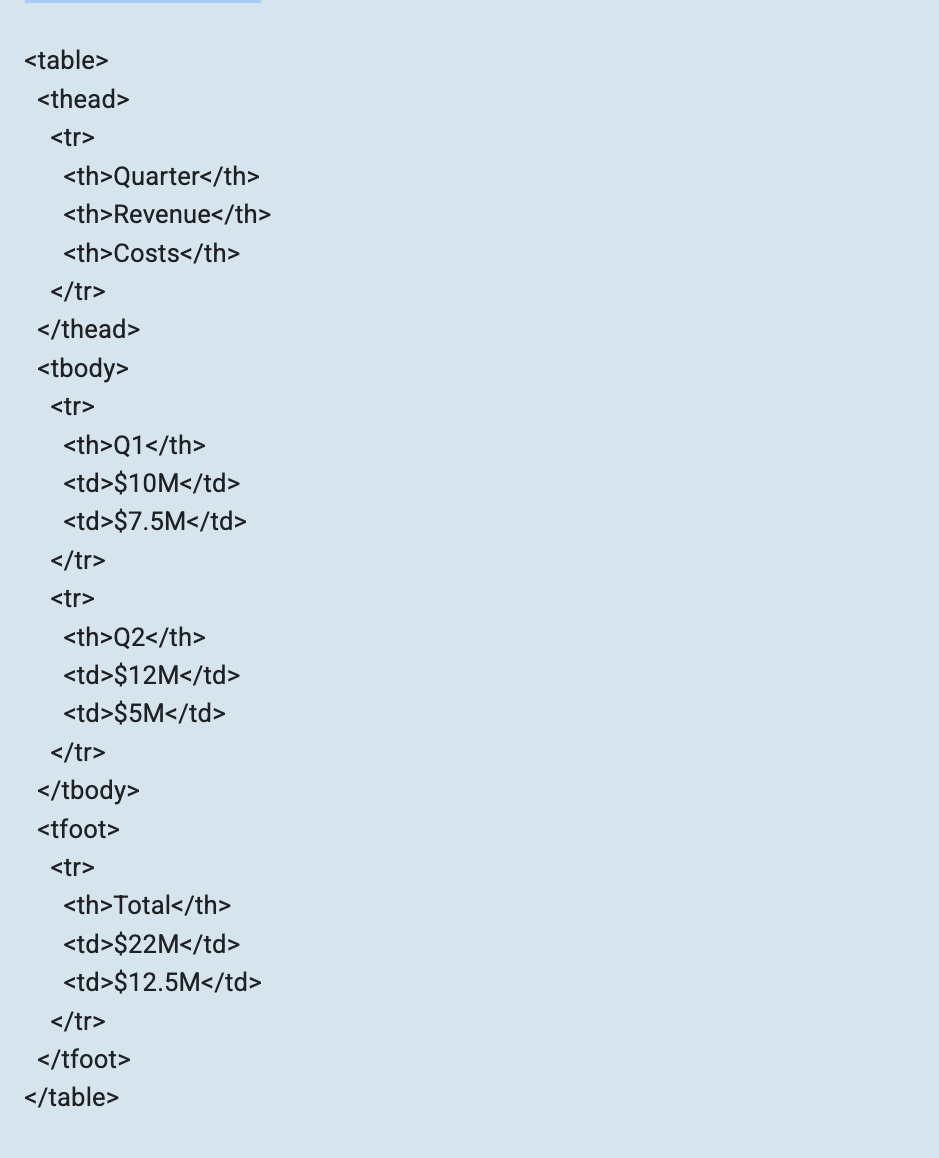 <table>
<thead>
<tr>
<th>Quarter</th>
<th>Revenue</th>
<th>Costs</th>
</tr>
</thead>
<tbody>
<tr>
<th>Q1</th>
<td>$10M</td>
<td>$7.5M</td>
</tr>
<tr>
<th>Q2</th>
<td>$12M</td>
<td>$5M</td>
</tr>
</tbody>
<tfoot>
<tr>
<th>Total</th>
<td>$22M</td>
<td>$12.5M</td>
</tr>
</tfoot>
</table>